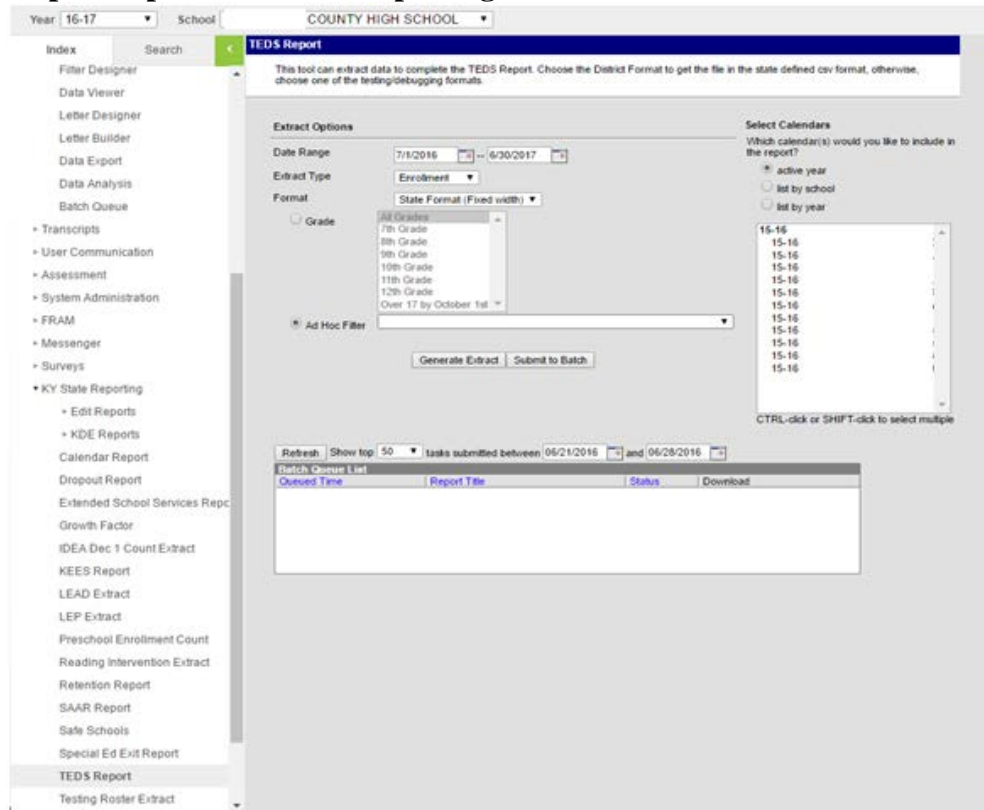 Year 16-17 School COUNTY HIGH SCHOOL
Index Search
Filter Designer
Data Viewer
Letter Designer
Letter Builder
Data Export
Data Analysis
Batch Queue
Transcripts
User Communication
Assessment
System Administration
FRAM
Messenger
Surveys
KY State Reporting
Edit Reports
KDE Reports
Calendar Report
Dropout Report
Extended School Services Repc
Growth Factor
IDEA Dec 1 Count Extract
KEES Report
LEAD Extract
LEP Extract
Preschool Enrollment Count
Reading Intervention Extract
Retention Report
SAAR Report
Safe Schools
Special Ed Exit Report
TEDS Report
Testing Roster Extract
TEDS Report
This tool can extract data to complete the TEDS Report. Choose the District Format to get the file in the state defined csv format, otherwise,
choose one of the testing/debugging formats.
Extract Options
Date Range 7/1/2016 -- 6/30/2017
Extract Type Enrollment
Format State Format (Fixed width)
Grade All Grades
7th Grade
8th Grade
9th Grade
10th Grade
11th Grade
12th Grade
Over 17 by October 1st
Ad Hoc Filter
Generate Extract Submit to Batch
Select Calendars
Which calendar(s) would you like to include in
the report?
active year
list by school
list by year
15-16
15-16
15-16
15-16
15-16
15-16
15-16
15-16
15-16
15-16
15-16
15-16
CTRL-click or SHIFT-click to select multiple
Refresh Show top 50 tasks submitted between 06/21/2016 and 06/28/2016
Batch Queue List
Queued Time Report Title Status Download